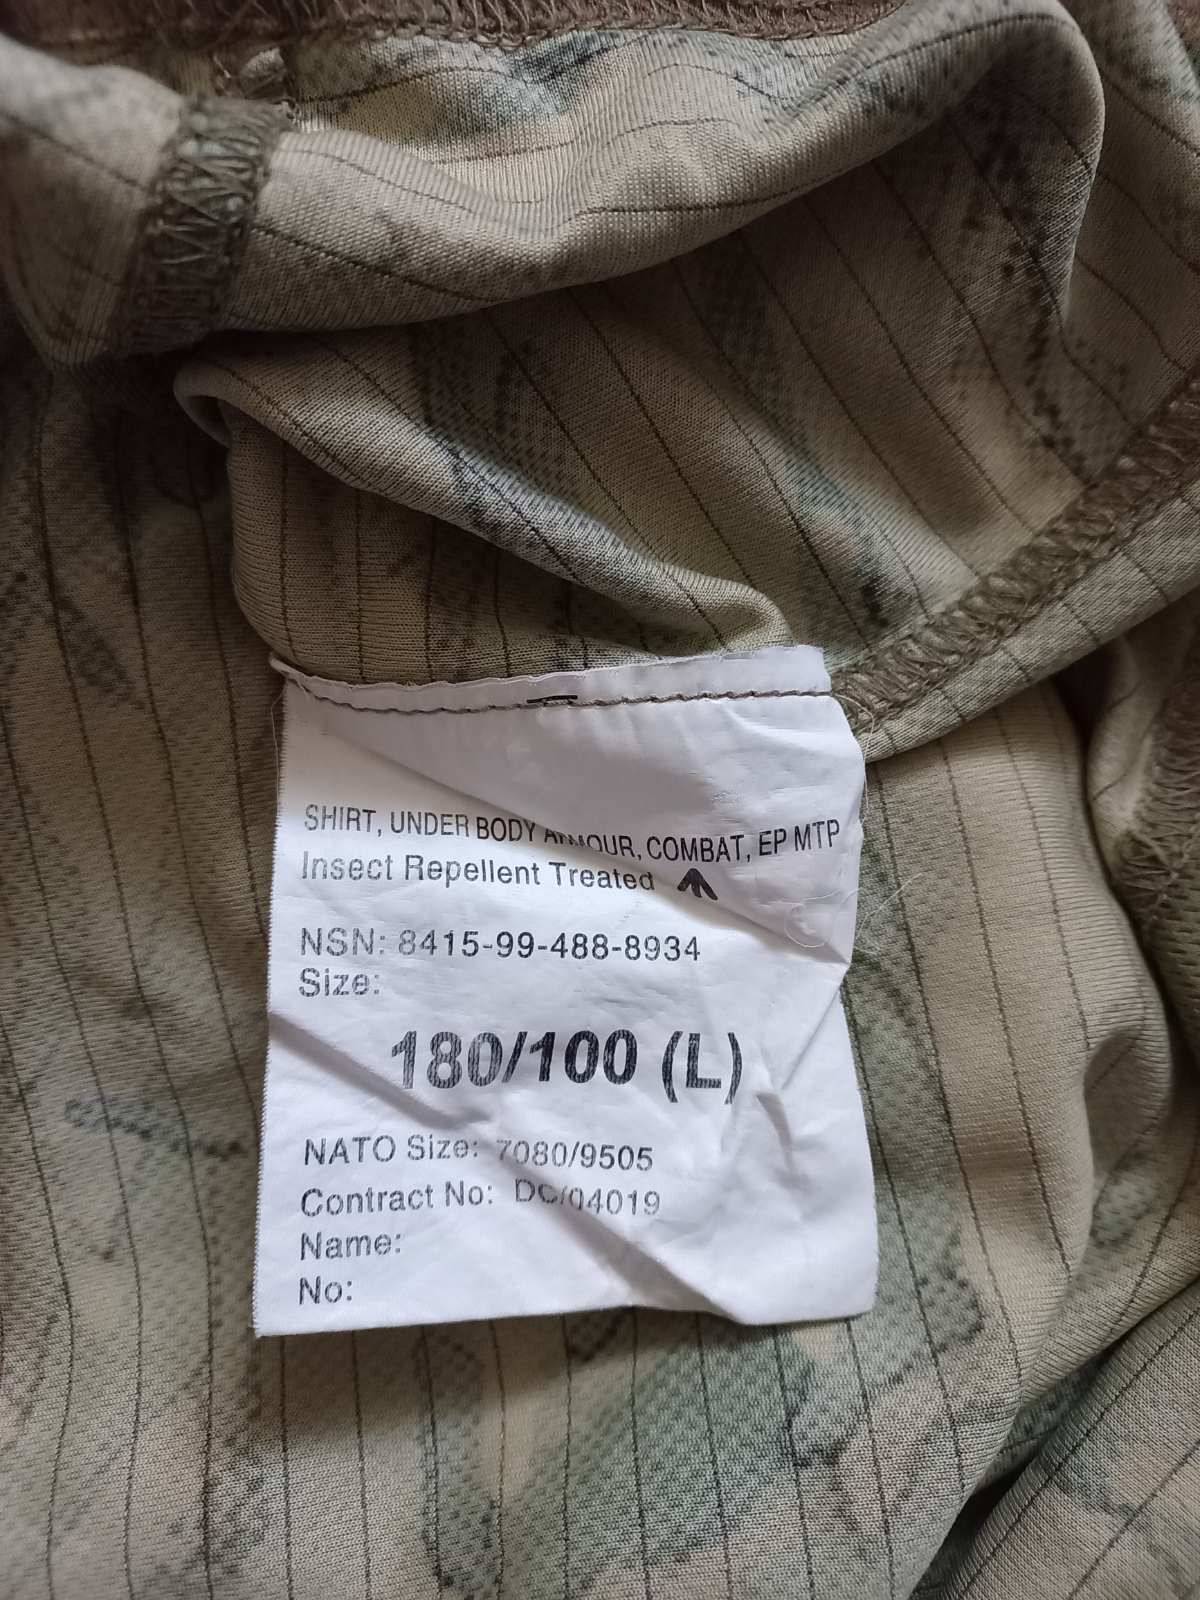 SHIRT, UNDER BODY ARMOUR, COMBAT, EP MTP
Insect Repellent Treated
NSN: 8415-99-488-8934
Size:
180/100 (L)
NATO Size: 7080/9505
Contract No: DC/04019
Name:
No: